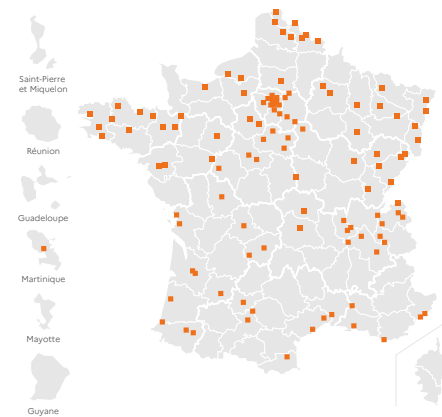 Saint-Pierre
et Miquelon
Réunion
Guadeloupe
Martinique
Mayotte
Guyane